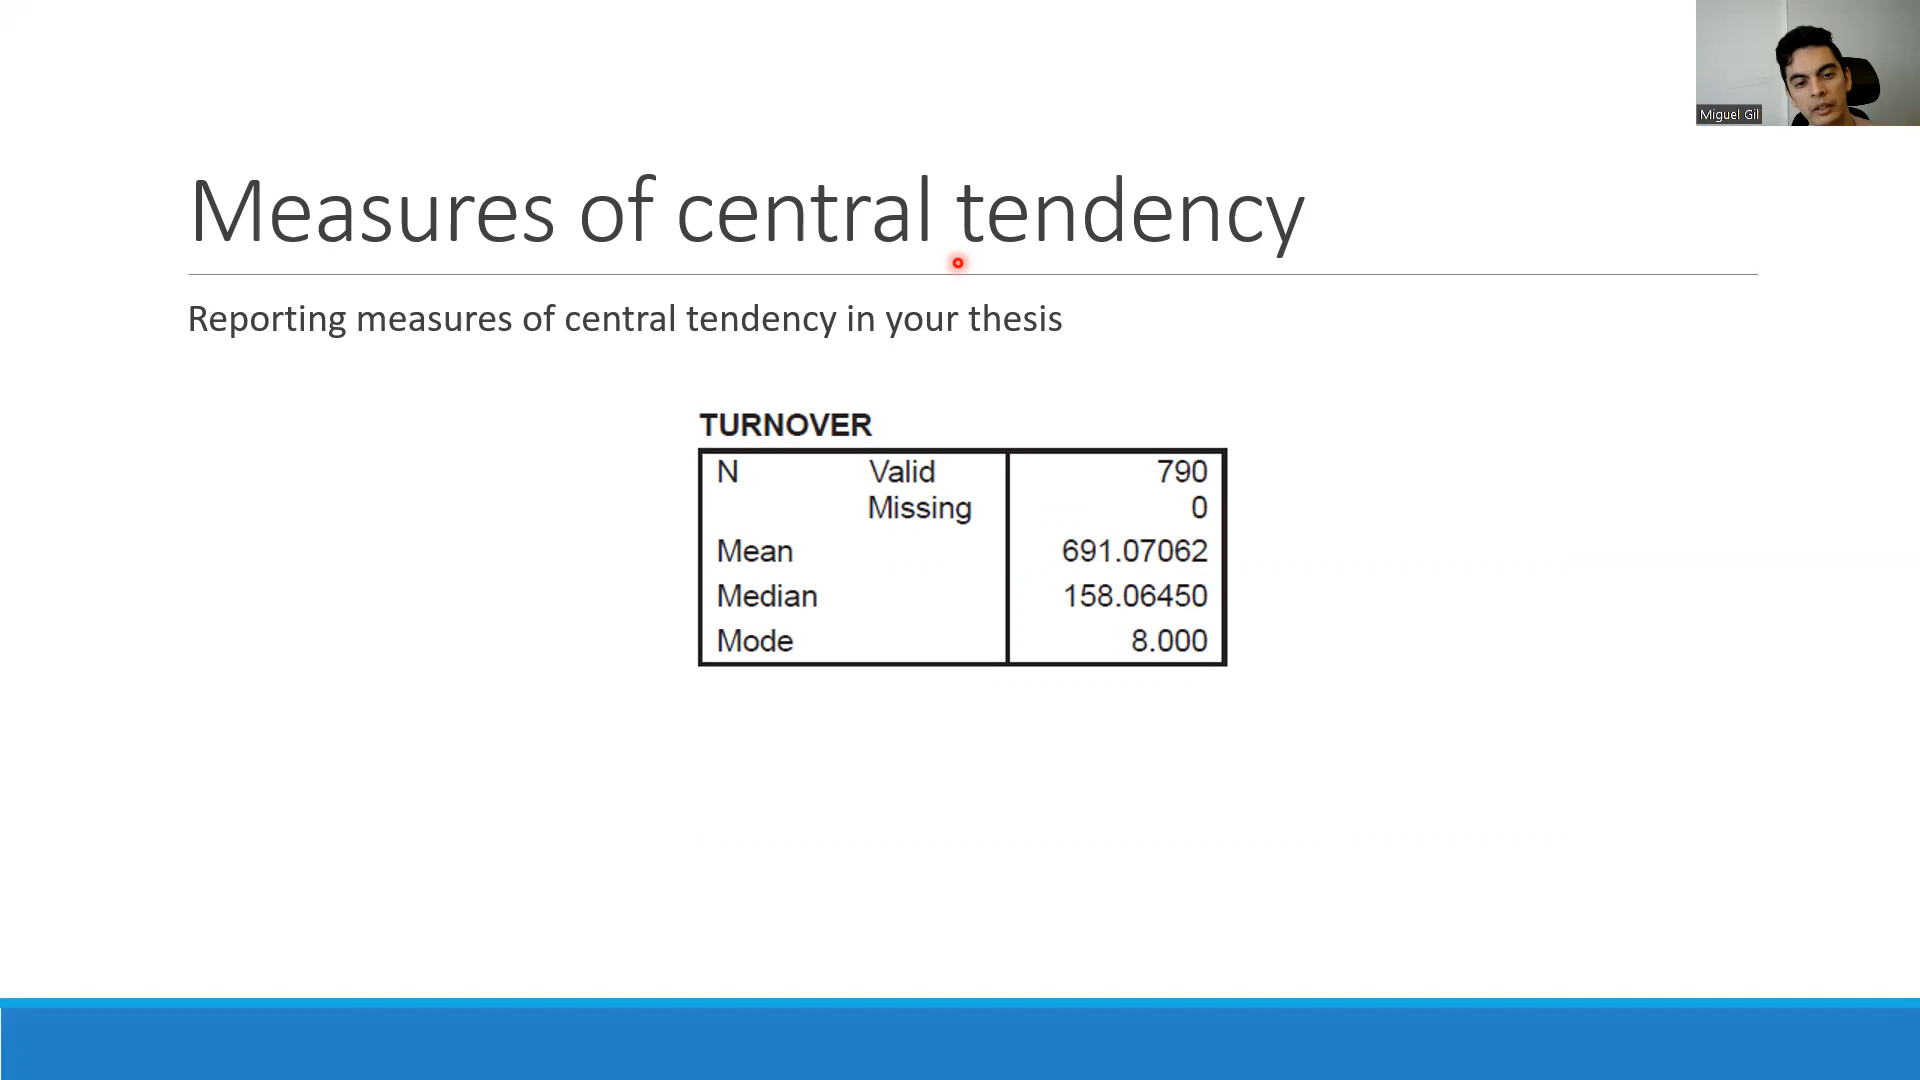 Miguel Gil
Measures of central tendency
Reporting measures of central tendency in your thesis
TURNOVER
N Valid 790
Missing 0
Mean 691.07062
Median 158.06450
Mode 8.000